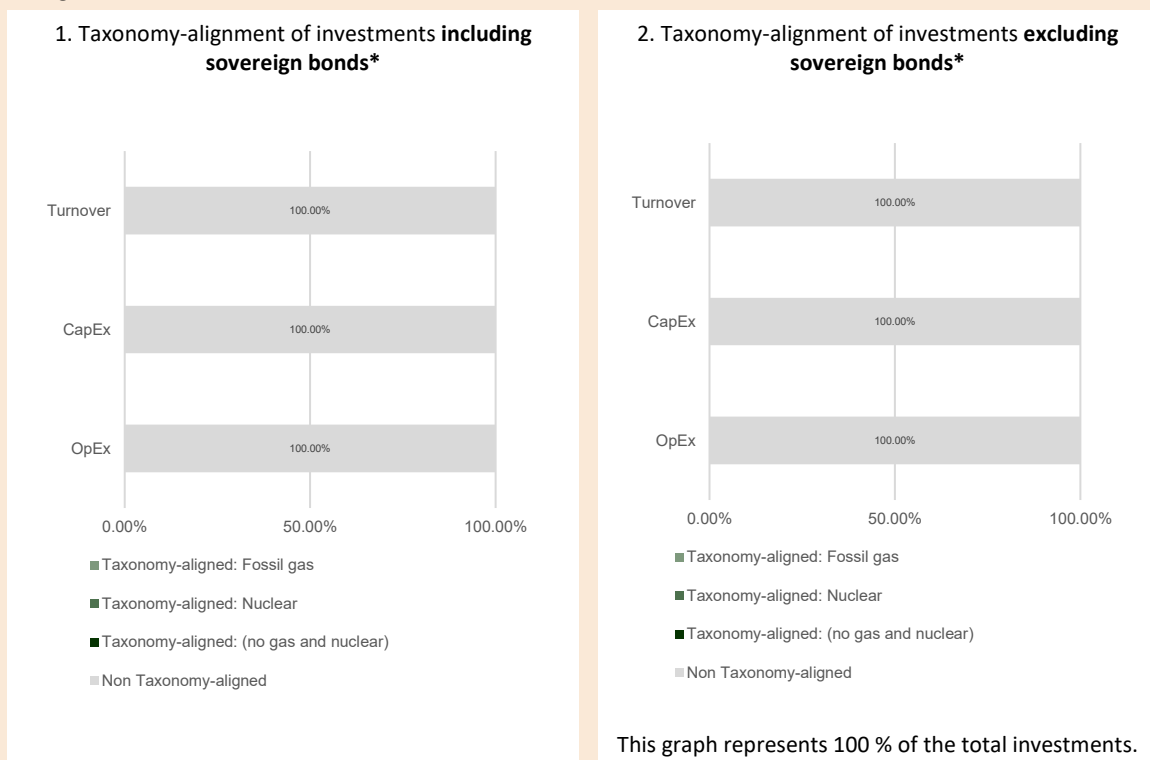 1. Taxonomy-alignment of investments including
sovereign bonds*
Turnover
100.00%
CapEx
100.00%
OpEx
100.00%
0.00%
50.00%
100.00%
Taxonomy-aligned: Fossil gas
Taxonomy-aligned: Nuclear
Taxonomy-aligned: (no gas and nuclear)
Non Taxonomy-aligned
2. Taxonomy-alignment of investments excluding
sovereign bonds*
Turnover
100.00%
CapEx
100.00%
OpEx
100.00%
0.00%
50.00%
100.00%
Taxonomy-aligned: Fossil gas
Taxonomy-aligned: Nuclear
Taxonomy-aligned: (no gas and nuclear)
Non Taxonomy-aligned
This graph represents 100 % of the total investments.